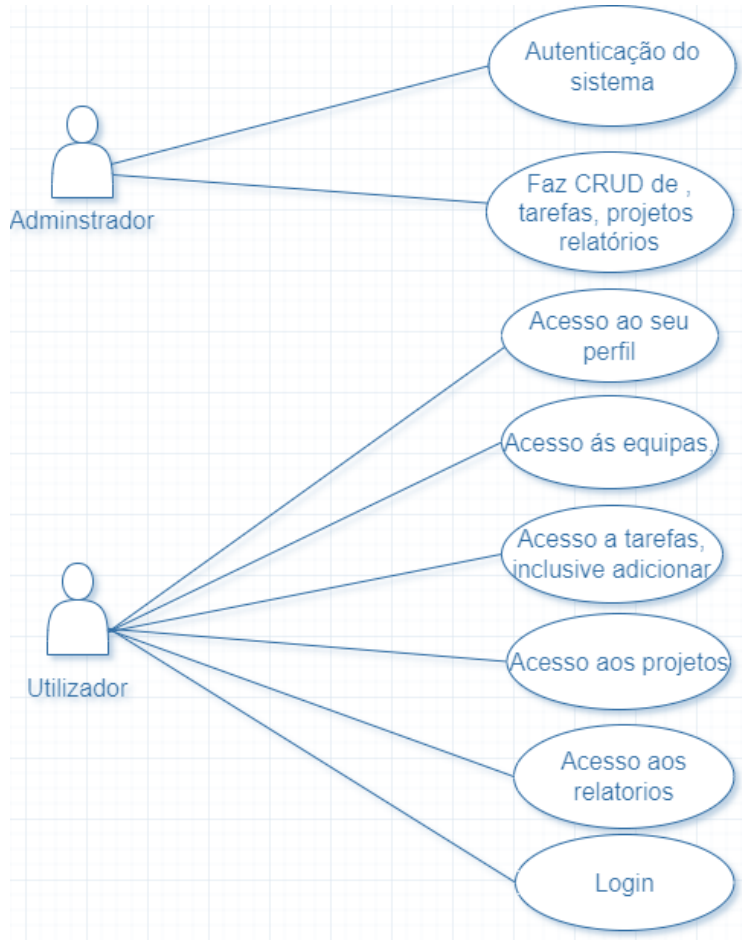 Autenticação do
sistema
Adminstrador
Faz CRUD de ,
tarefas, projetos
relatórios
Acesso ao seu
perfil
Acesso ás equipas,
Acesso a tarefas,
inclusive adicionar
Utilizador
Acesso aos projetos
Acesso aos
relatorios
Login